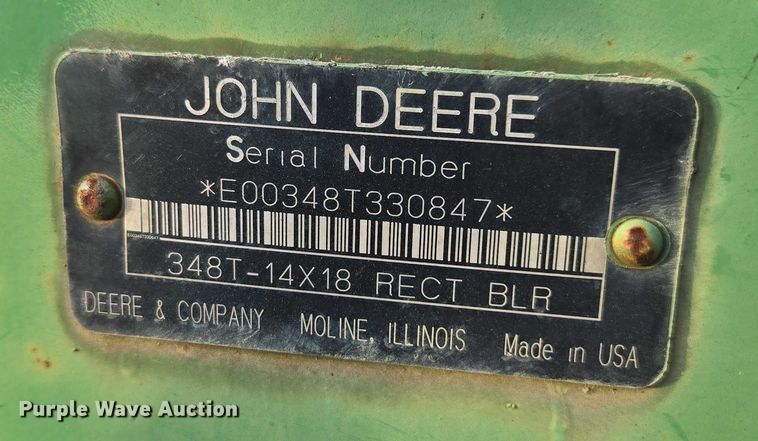 JOHN DEERE
Serial Number
*E00348T330847*
E00348T330847
348T-14X18 RECT BLR
DEERE & COMPANY MOLINE, ILLINOIS Made in USA
Purple Wave Auction